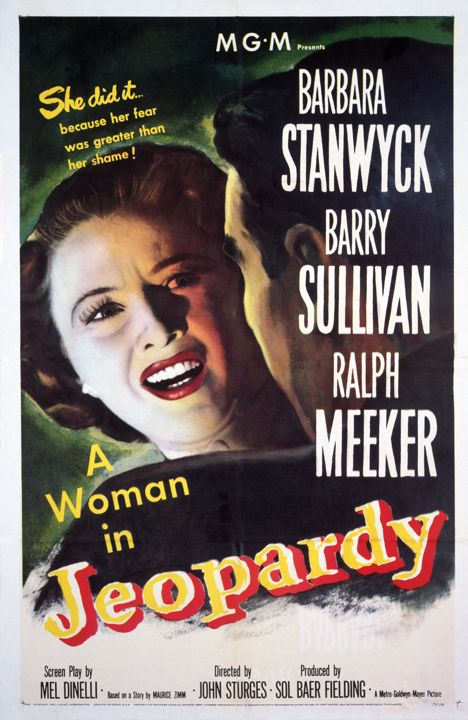 M-G-M Presents
She did it...
because her fear
was greater than
her shame!
BARBARA
STANWYCK
BARRY
SULLIVAN
RALPH
MEEKER
A
Woman
in
Jeopardy
Screen Play by
MEL DINELLI · Based on a Story by MAURICE ZIMM
Directed by
JOHN STURGES ·
Produced by
SOL BAER FIELDING · A Metro-Goldwyn-Mayer Picture